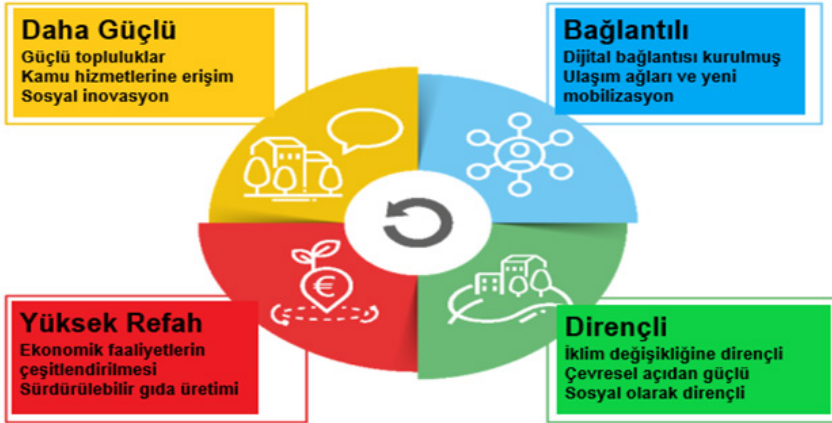 Daha Güçlü
Güçlü topluluklar
Kamu hizmetlerine erişim
Sosyal inovasyon
Bağlantılı
Dijital bağlantısı kurulmuş
Ulaşım ağları ve yeni
mobilizasyon
Yüksek Refah
Ekonomik faaliyetlerin
çeşitlendirilmesi
Sürdürülebilir gıda üretimi
Dirençli
İklim değişikliğine dirençli
Çevresel açıdan güçlü
Sosyal olarak dirençli
€